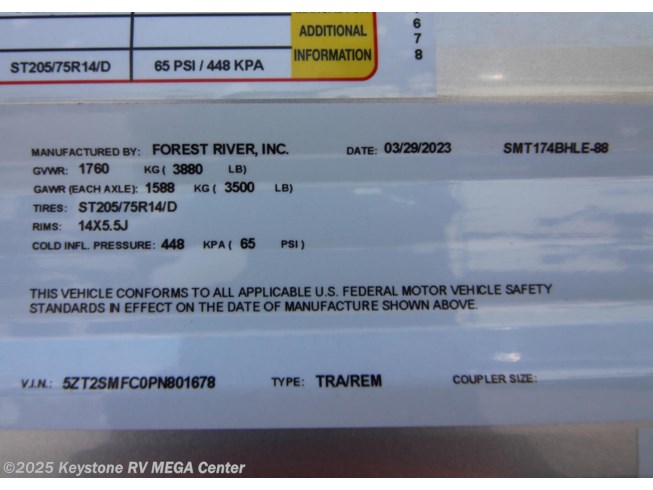 ADDITIONAL
6
7
ST205/75R14/D 65 PSI / 448 KPA INFORMATION 8
MANUFACTURED BY: FOREST RIVER, INC. DATE: 03/29/2023 SMT174BHLE-88
GVWR: 1760 KG ( 3880 LB)
GAWR (EACH AXLE): 1588 KG ( 3500 LB)
TIRES: ST205/75R14/D
RIMS: 14X5.5J
COLD INFL. PRESSURE: 448 KPA ( 65 PSI )
THIS VEHICLE CONFORMS TO ALL APPLICABLE U.S. FEDERAL MOTOR VEHICLE SAFETY
STANDARDS IN EFFECT ON THE DATE OF MANUFACTURE SHOWN ABOVE.
V.I.N.: 5ZT2SMFC0PN801678 TYPE: TRA/REM COUPLER SIZE:
©2025 Keystone RV MEGA Center